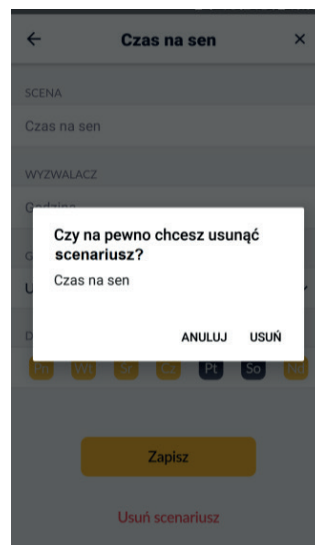 Czas na sen
SCENA
Czas na sen
WYZWALACZ
Godzina
Czy na pewno chcesz usunąć
scenariusz?
Czas na sen
ANULUJ USUŃ
Pn Wt Śr Cz Pt So Nd
Zapisz
Usuń scenariusz